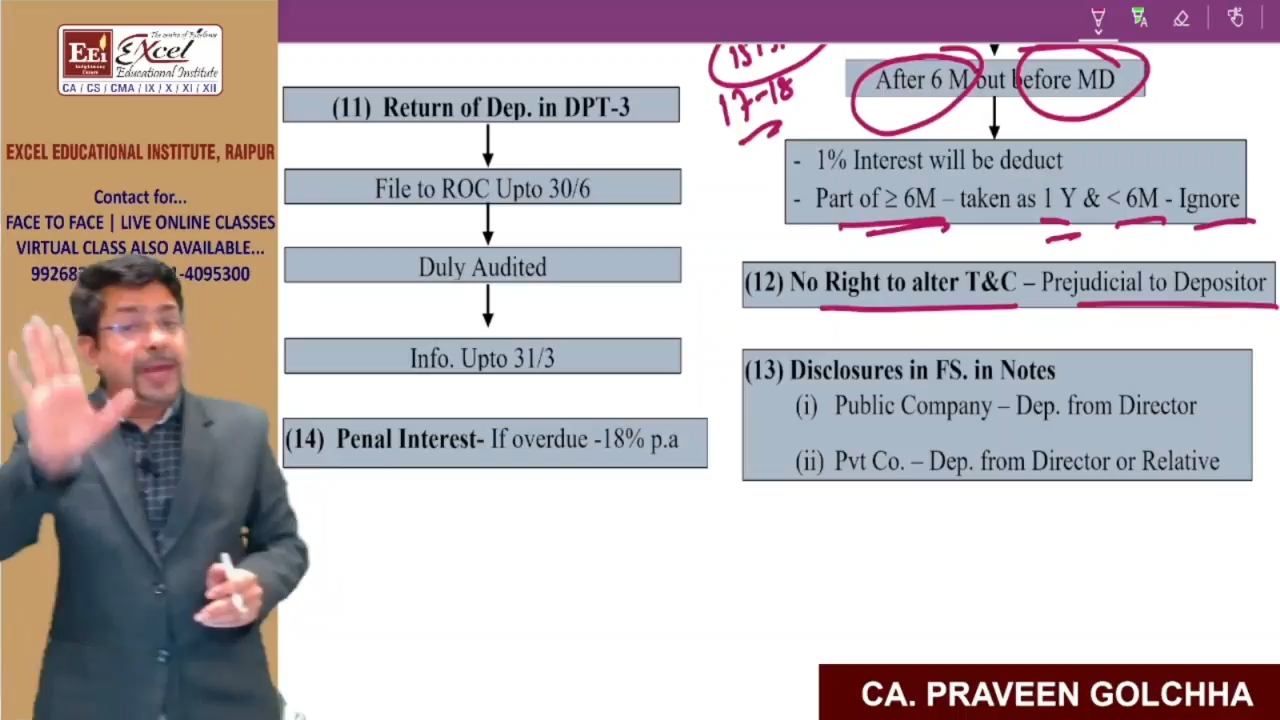 The centre of Excellence
EEi
Excel
Educational Institute
CA / CS / CMA / IX / X / XI / XII
EXCEL EDUCATIONAL INSTITUTE, RAIPUR
Contact for...
FACE TO FACE | LIVE ONLINE CLASSES
VIRTUAL CLASS ALSO AVAILABLE...
(11) Return of Dep. in DPT-3
File to ROC Upto 30/6
Duly Audited
Info. Upto 31/3
(14) Penal Interest- If overdue -18% p.a
17-18
After 6 M but before MD
- 1% Interest will be deduct
- Part of ≥ 6M – taken as 1 Y & < 6M - Ignore
(12) No Right to alter T&C – Prejudicial to Depositor
(13) Disclosures in FS. in Notes
(i) Public Company – Dep. from Director
(ii) Pvt Co. – Dep. from Director or Relative
CA. PRAVEEN GOLCHHA